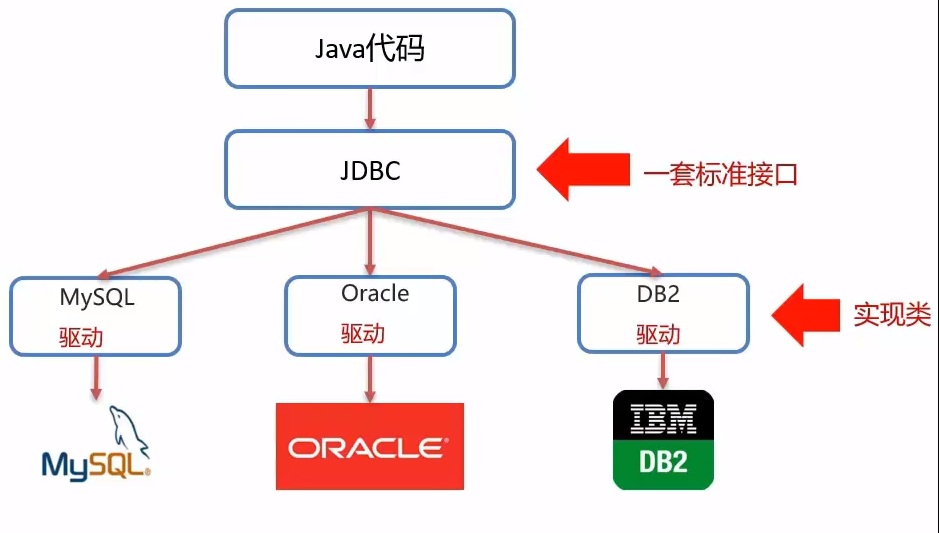 Java代码
JDBC
一套标准接口
MySQL
驱动
Oracle
驱动
DB2
驱动
实现类
MySQL®
ORACLE®
IBM
DB2